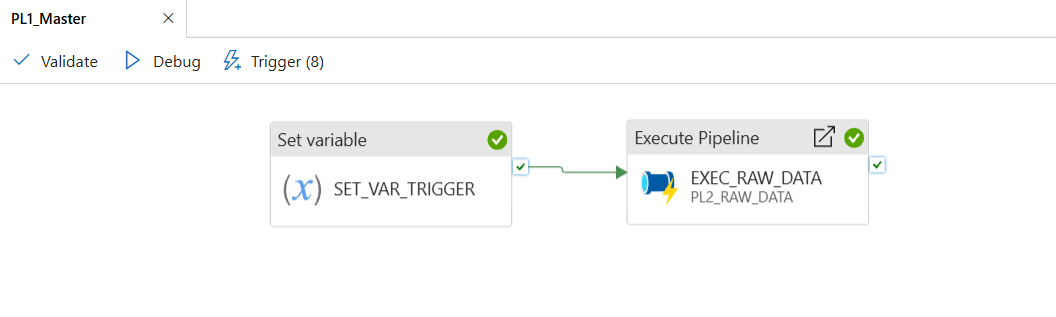 PL1_Master
Validate
Debug
Trigger (8)
Set variable
(x) SET_VAR_TRIGGER
Execute Pipeline
EXEC_RAW_DATA
PL2_RAW_DATA